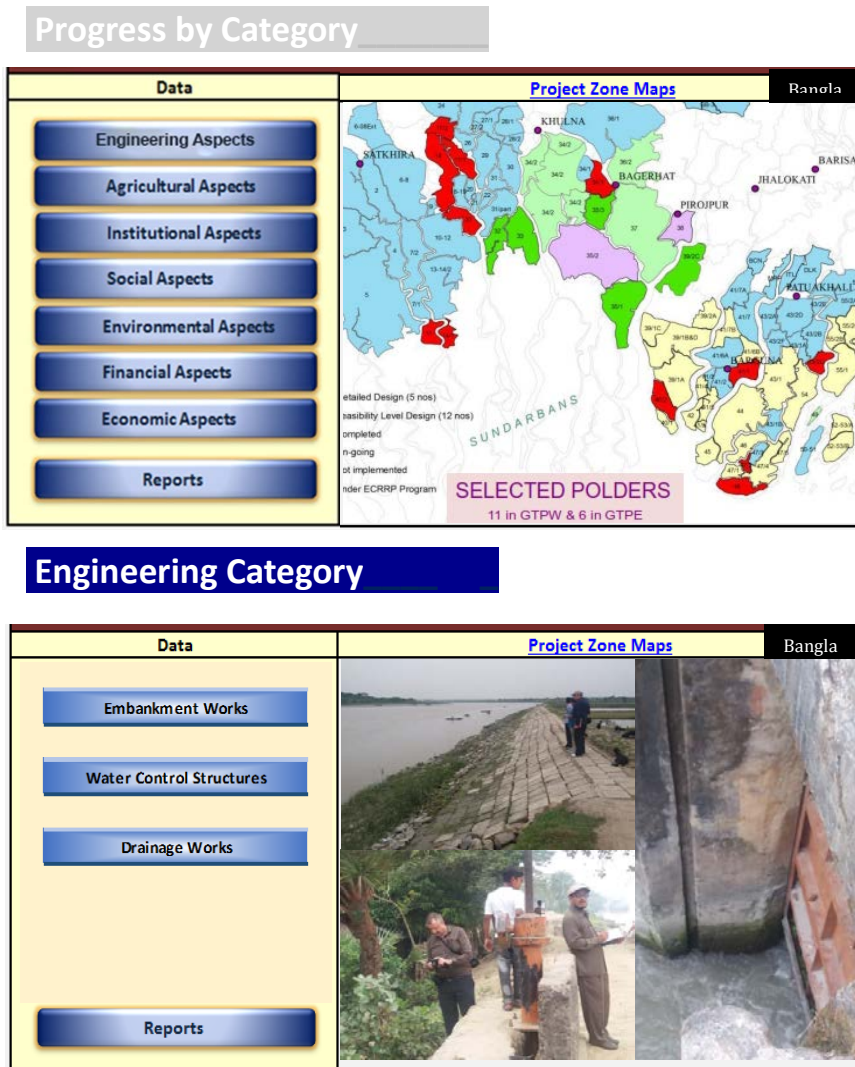 Progress by Category
Data
Project Zone Maps
Bangla
Engineering Aspects
Agricultural Aspects
Institutional Aspects
Social Aspects
Environmental Aspects
Financial Aspects
Economic Aspects
Reports
KHULNA
SATKHIRA
BAGERHAT
BARISA
JHALOKATI
PIROJPUR
PATUAKHALI
BARGUNA
SUNDARBANS
etailed Design (5 nos)
easibility Level Design (12 nos)
ompleted
n-going
ot implemented
nder ECRRP Program
SELECTED POLDERS
11 in GTPW & 6 in GTPE
Engineering Category
Data
Project Zone Maps
Bangla
Embankment Works
Water Control Structures
Drainage Works
Reports